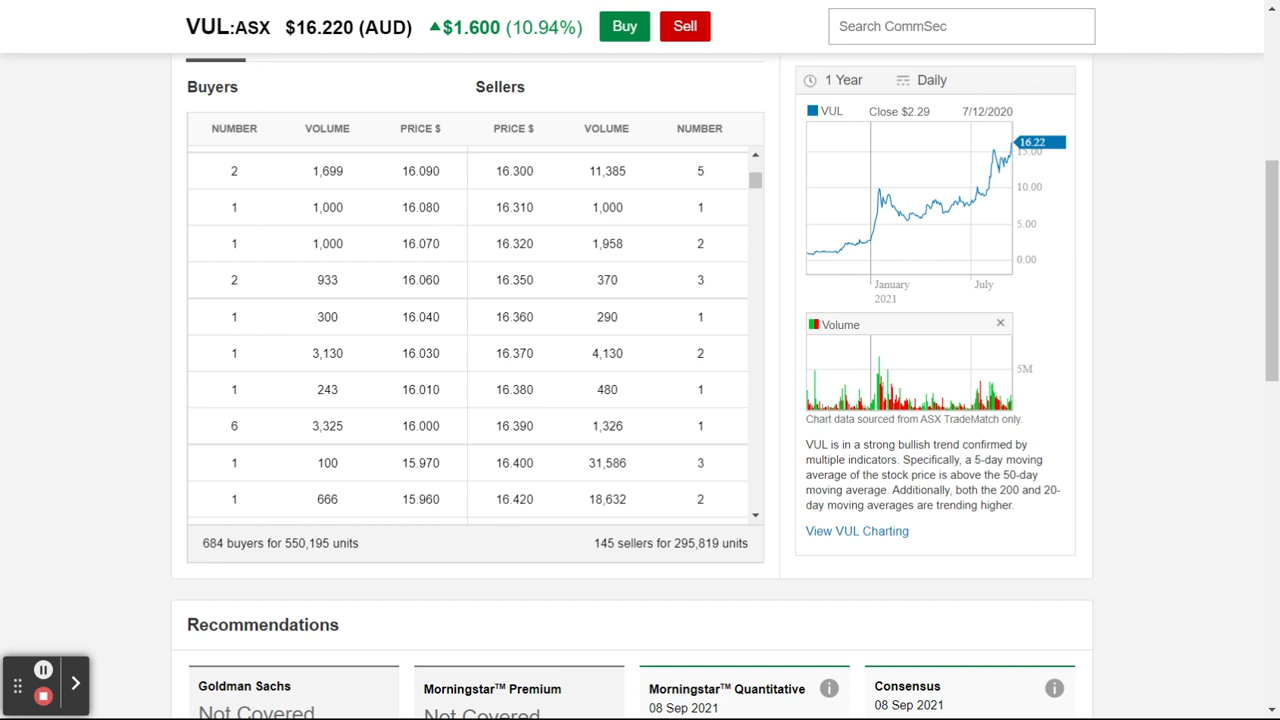 VUL:ASX $16.220 (AUD) $1.600 (10.94%) Buy Sell Search CommSec
Buyers Sellers
NUMBER VOLUME PRICE $ PRICE $ VOLUME NUMBER
2 1,699 16.090 16.300 11,385 5
1 1,000 16.080 16.310 1,000 1
1 1,000 16.070 16.320 1,958 2
2 933 16.060 16.350 370 3
1 300 16.040 16.360 290 1
1 3,130 16.030 16.370 4,130 2
1 243 16.010 16.380 480 1
6 3,325 16.000 16.390 1,326 1
1 100 15.970 16.400 31,586 3
1 666 15.960 16.420 18,632 2
684 buyers for 550,195 units 145 sellers for 295,819 units
1 Year Daily
VUL Close $2.29 7/12/2020
16.22
15.00
10.00
5.00
0.00
January July
2021
Volume
5M
Chart data sourced from ASX TradeMatch only.
VUL is in a strong bullish trend confirmed by
multiple indicators. Specifically, a 5-day moving
average of the stock price is above the 50-
day moving average. Additionally, both the 200 and 20-
day moving averages are trending higher.
View VUL Charting
Recommendations
Goldman Sachs
Not Covered
Morningstar™ Premium
Not Covered
Morningstar™ Quantitative
08 Sep 2021
Consensus
08 Sep 2021